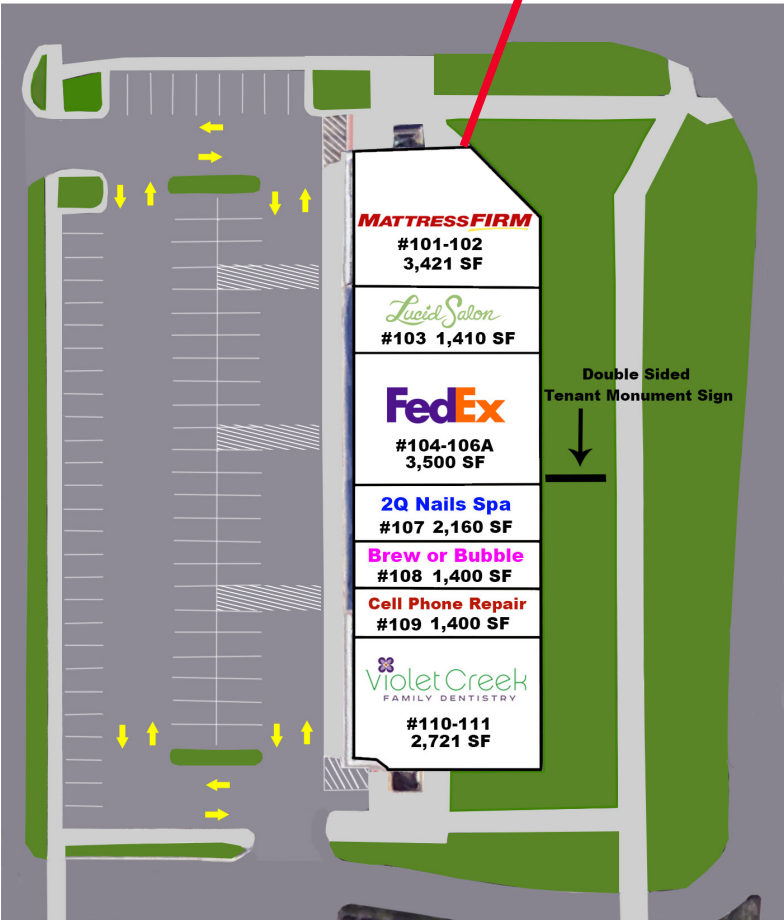 MATTRESSFIRM
#101-102
3,421 SF
Lucid Salon
#103 1,410 SF
FedEx
#104-106A
3,500 SF
Double Sided
Tenant Monument Sign
2Q Nails Spa
#107 2,160 SF
Brew or Bubble
#108 1,400 SF
Cell Phone Repair
#109 1,400 SF
Violet Creek
FAMILY DENTISTRY
#110-111
2,721 SF